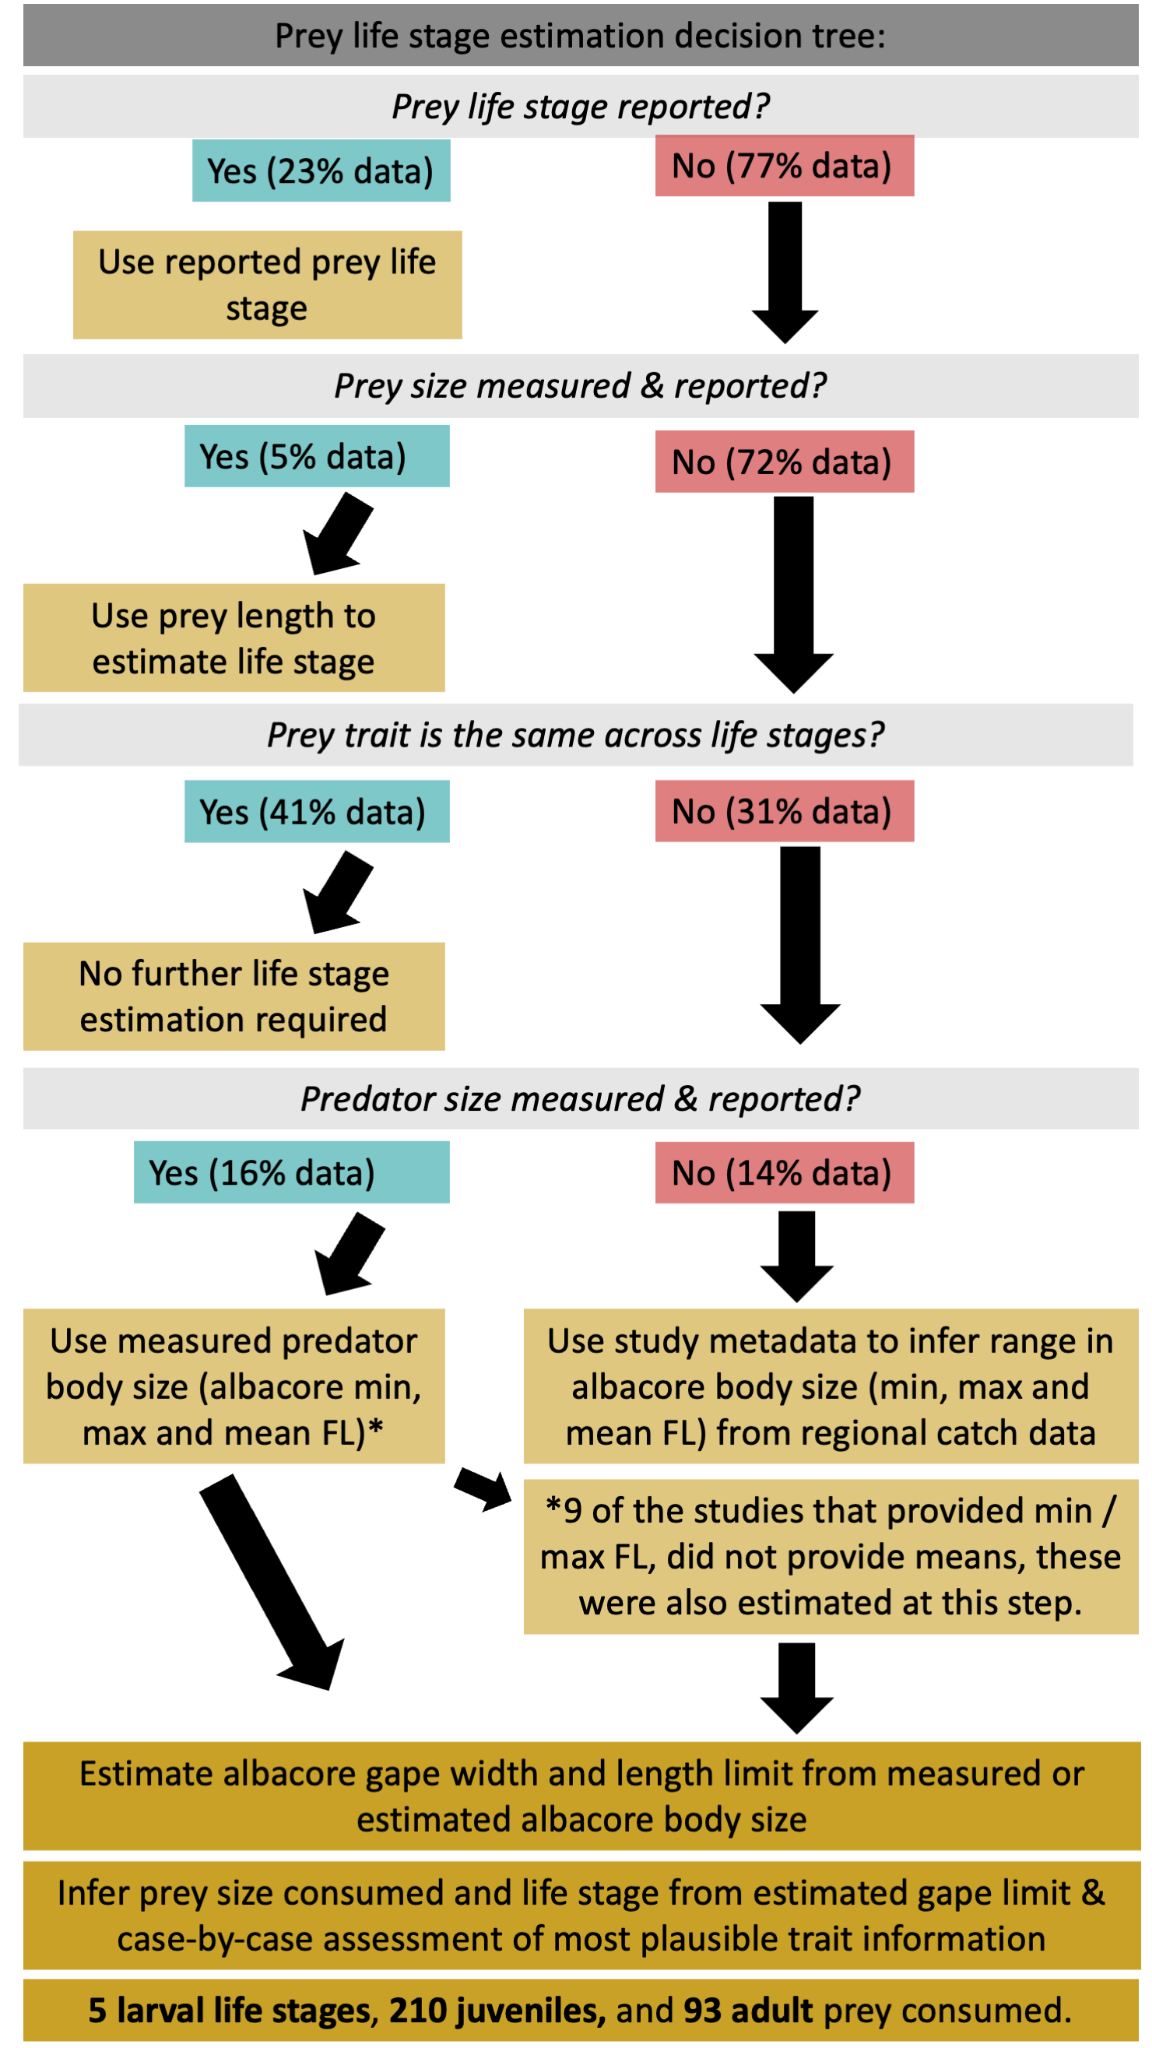 Prey life stage estimation decision tree:
Prey life stage reported?
Yes (23% data)
No (77% data)
Use reported prey life
stage
Prey size measured & reported?
Yes (5% data)
No (72% data)
Use prey length to
estimate life stage
Prey trait is the same across life stages?
Yes (41% data)
No (31% data)
No further life stage
estimation required
Predator size measured & reported?
Yes (16% data)
No (14% data)
Use measured predator
body size (albacore min,
max and mean FL)*
Use study metadata to infer range in
albacore body size (min, max and
mean FL) from regional catch data
*9 of the studies that provided min /
max FL, did not provide means, these
were also estimated at this step.
Estimate albacore gape width and length limit from measured or
estimated albacore body size
Infer prey size consumed and life stage from estimated gape limit &
case-by-case assessment of most plausible trait information
5 larval life stages, 210 juveniles, and 93 adult prey consumed.